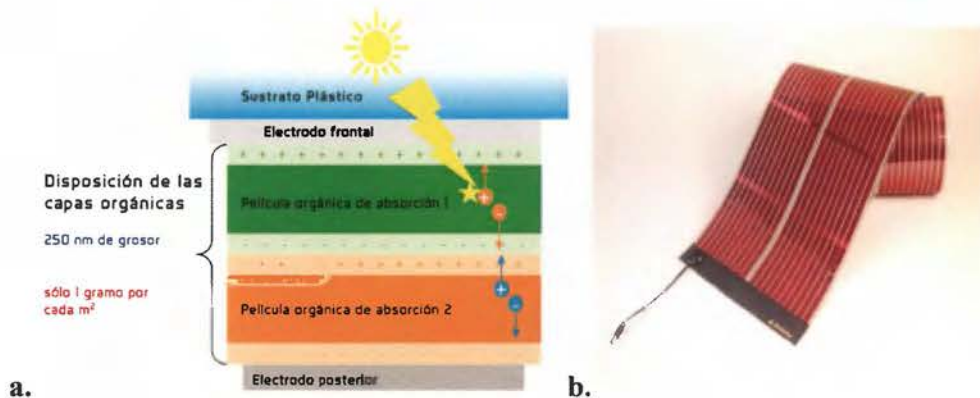 Sustrato Plástico
Electrodo frontal
Disposición de las
capas orgánicas
Película orgánica de absorción 1
250 nm de grosor
sólo 1 gramo por
cada m²
Película orgánica de absorción 2
Electrodo posterior
a.
b.